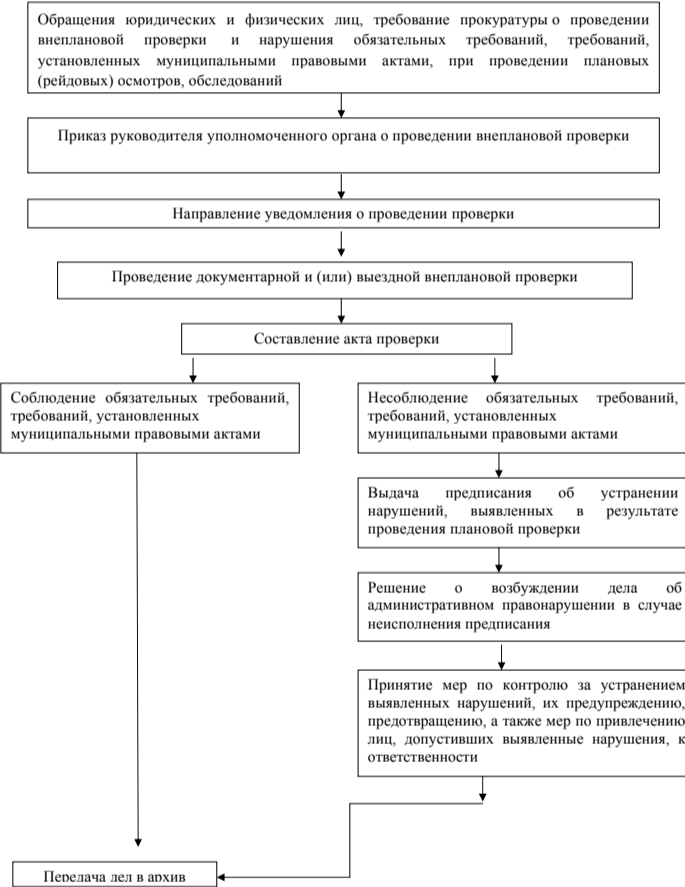 Обращения юридических и физических лиц, требование прокуратуры о проведении
внеплановой проверки и нарушения обязательных требований, требований,
установленных муниципальными правовыми актами, при проведении плановых
(рейдовых) осмотров, обследований
Приказ руководителя уполномоченного органа о проведении внеплановой проверки
Направление уведомления о проведении проверки
Проведение документарной и (или) выездной внеплановой проверки
Составление акта проверки
Соблюдение обязательных требований,
требований, установленных
муниципальными правовыми актами
Несоблюдение обязательных требований,
требований, установленных
муниципальными правовыми актами
Выдача предписания об устранении
нарушений, выявленных в результате
проведения плановой проверки
Решение о возбуждении дела об
административном правонарушении в случае
неисполнения предписания
Принятие мер по контролю за устранением
выявленных нарушений, их предупреждению,
предотвращению, а также мер по привлечению
лиц, допустивших выявленные нарушения, к
ответственности
Передача дел в архив